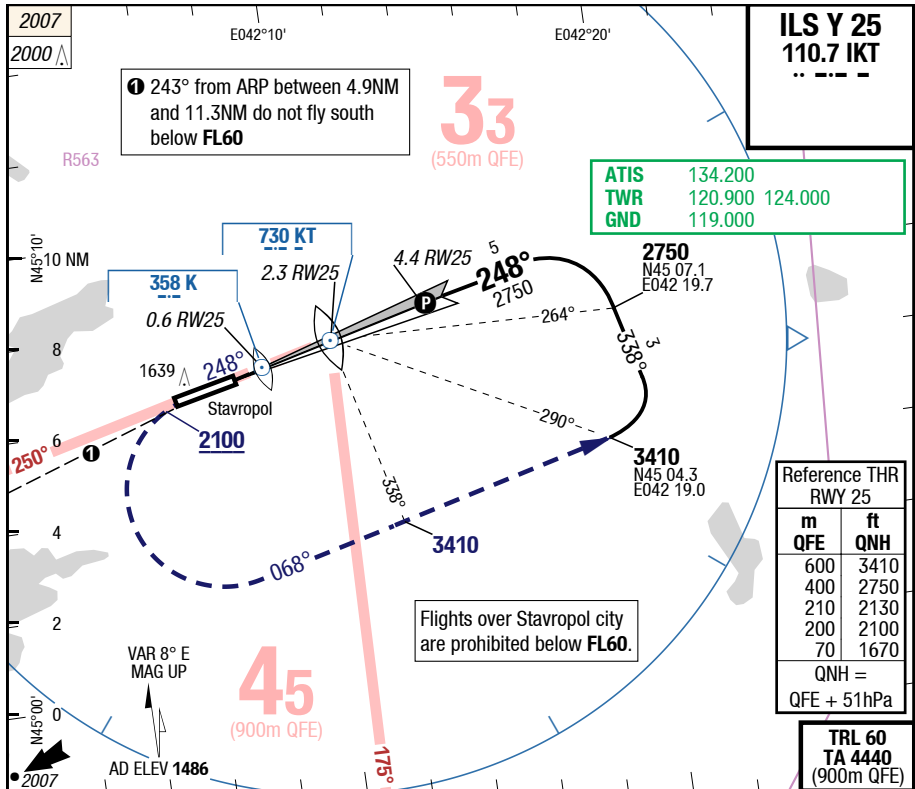 2007
2000
E042°10'
E042°20'
ILS Y 25
110.7 IKT
❶ 243° from ARP between 4.9NM
and 11.3NM do not fly south
below FL60
33
(550m QFE)
R563
ATIS 134.200
TWR 120.900 124.000
GND 119.000
N45°10'
10 NM
730 KT
358 K
2.3 RW25
4.4 RW25
0.6 RW25
P
5
248°
2750
2750
N45 07.1
E042 19.7
264°
3
338°
8
1639
248°
Stavropol
2100
290°
6
250°
❶
3410
N45 04.3
E042 19.0
338°
3410
4
068°
Reference THR
RWY 25
m ft
QFE QNH
600 3410
400 2750
210 2130
200 2100
70 1670
QNH =
QFE + 51hPa
2
Flights over Stavropol city
are prohibited below FL60.
VAR 8° E
MAG UP
45
(900m QFE)
N45°00'
0
175°
AD ELEV 1486
2007
TRL 60
TA 4440
(900m QFE)